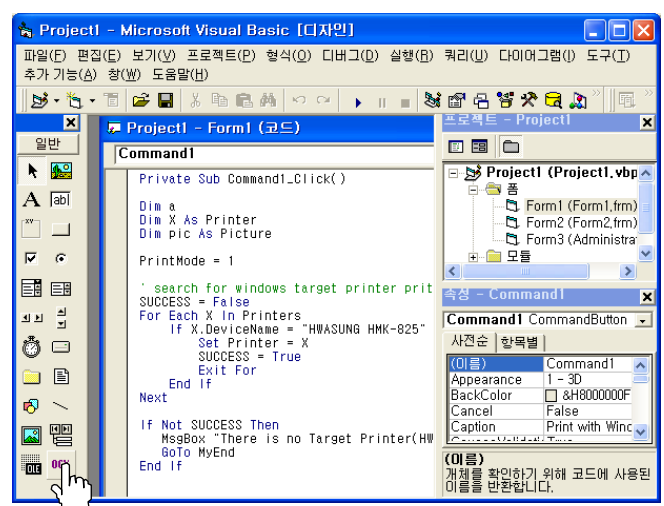 Project1 - Microsoft Visual Basic [디자인]
파일(F) 편집(E) 보기(V) 프로젝트(P) 형식(O) 디버그(D) 실행(R) 쿼리(U) 다이어그램(I) 도구(T)
추가 기능(A) 창(W) 도움말(H)
일반
A ab|
xv
OLE OCX
Project1 - Form1 (코드)
Command1
Private Sub Command1_Click()
Dim a
Dim X As Printer
Dim pic As Picture
PrintMode = 1
' search for windows target printer prit
SUCCESS = False
For Each X In Printers
If X.DeviceName = "HWASUNG HMK-825"
Set Printer = X
SUCCESS = True
Exit For
End If
Next
If Not SUCCESS Then
MsgBox "There is no Target Printer(HW
GoTo MyEnd
End If
프로젝트 - Project1
Project1 (Project1.vbp
폼
Form1 (Form1.frm)
Form2 (Form2.frm)
Form3 (Administra
모듈
속성 - Command1
Command1 CommandButton
사전순 항목별
(이름) Command1
Appearance 1 - 3D
BackColor &H8000000F
Cancel False
Caption Print with Winc
CausesValidati True
(이름)
개체를 확인하기 위해 코드에 사용된
이름을 반환합니다.